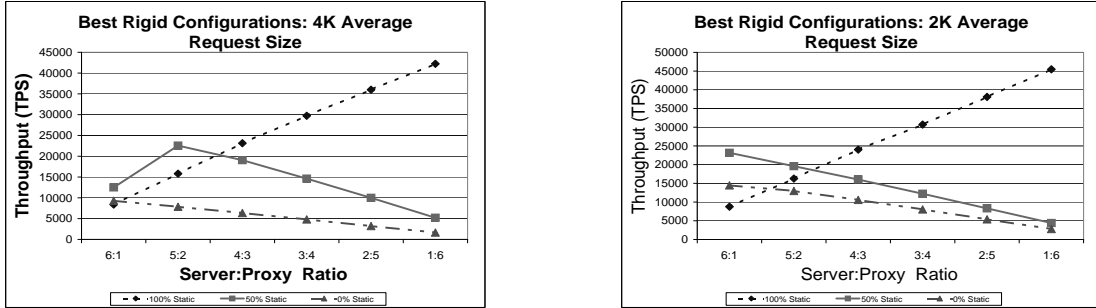 Best Rigid Configurations: 4K Average
Request Size
Throughput (TPS)
45000
40000
35000
30000
25000
20000
15000
10000
5000
0
6:1 5:2 4:3 3:4 2:5 1:6
Server:Proxy Ratio
100% Static 50% Static 0% Static
Best Rigid Configurations: 2K Average
Request Size
Throughput (TPS)
50000
45000
40000
35000
30000
25000
20000
15000
10000
5000
0
6:1 5:2 4:3 3:4 2:5 1:6
Server:Proxy Ratio
100% Static 50% Static 0% Static